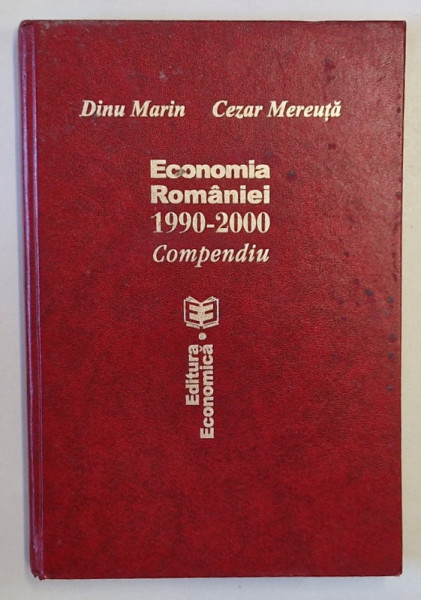 Dinu Marin Cezar Mereuță
Economia
României
1990-2000
Compendiu
Editura
Economică